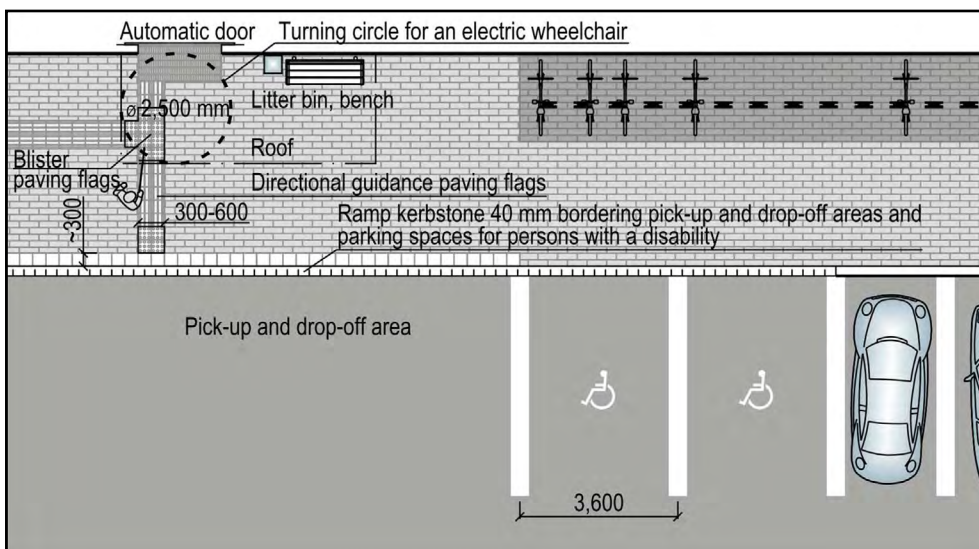 Automatic door
Turning circle for an electric wheelchair
ø 2,500 mm
Litter bin, bench
Roof
Blister
paving flags
Directional guidance paving flags
300-600
~300
Ramp kerbstone 40 mm bordering pick-up and drop-off areas and
parking spaces for persons with a disability
Pick-up and drop-off area
3,600